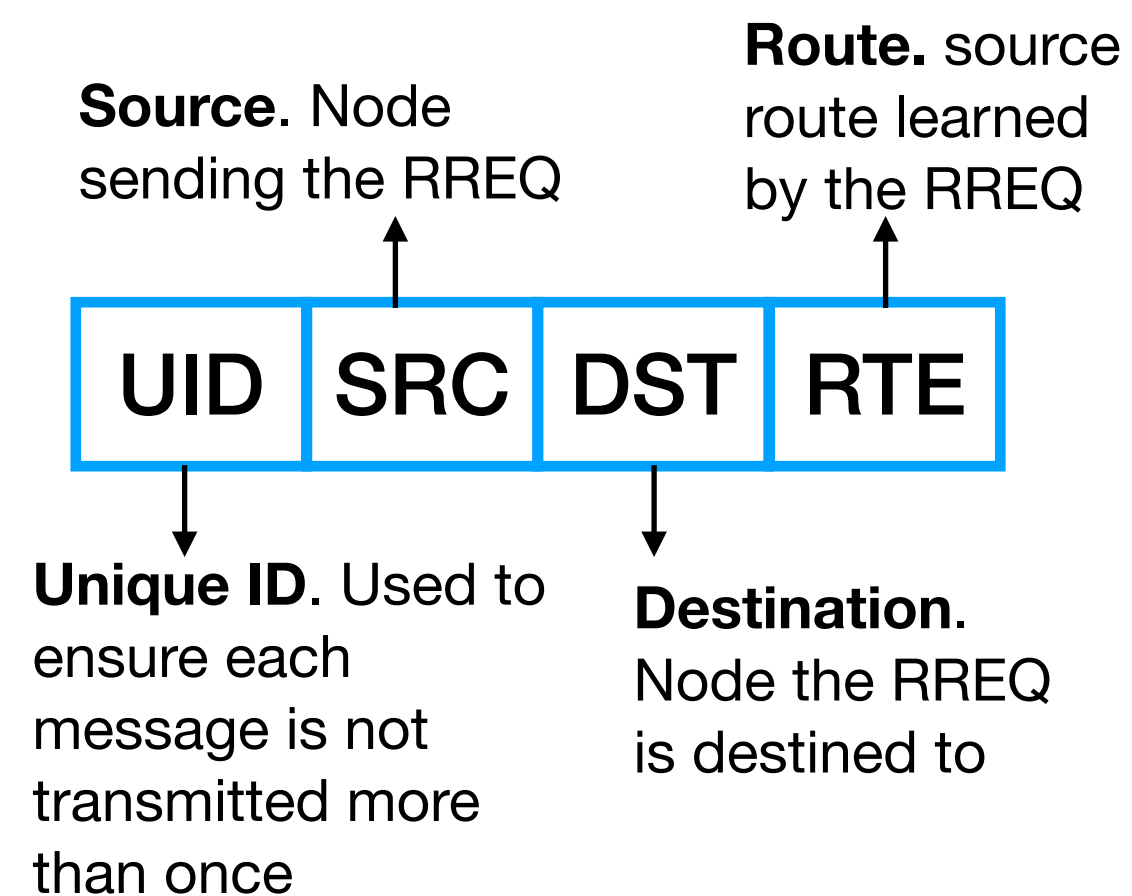 Source. Node
sending the RREQ
Route. source
route learned
by the RREQ
UID SRC DST RTE
Unique ID. Used to
ensure each
message is not
transmitted more
than once
Destination.
Node the RREQ
is destined to